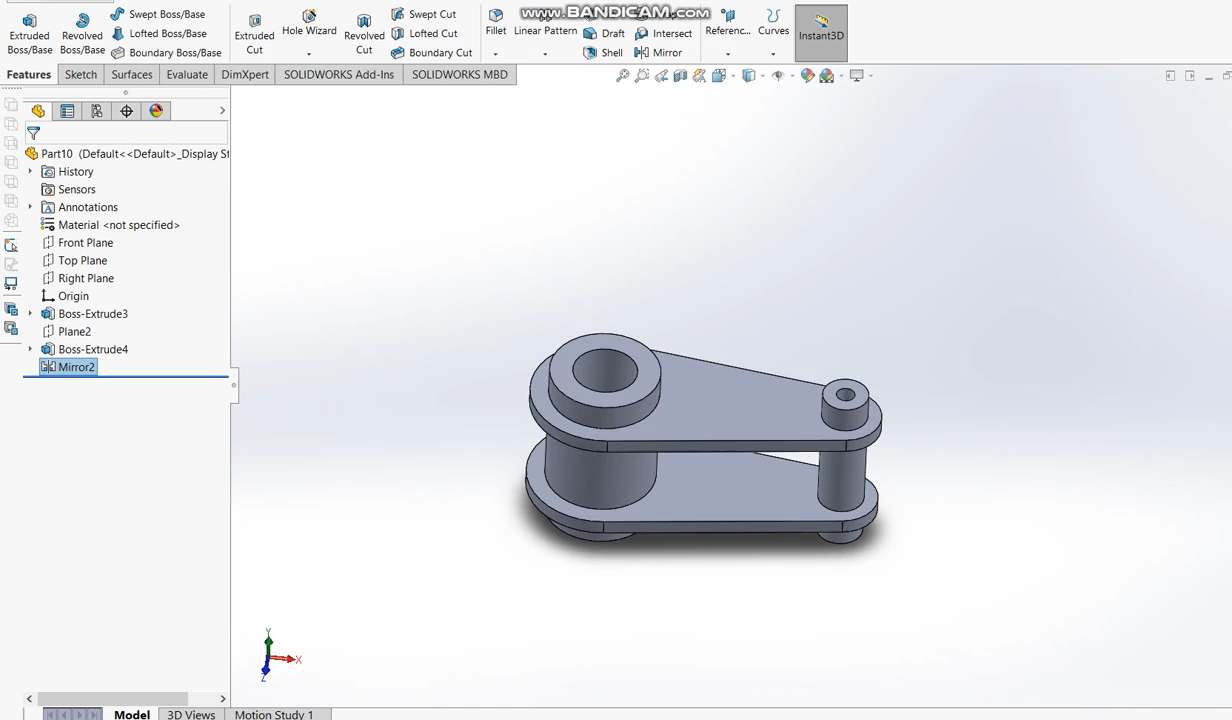 www.BANDICAM.com
Extruded Boss/Base
Revolved Boss/Base
Swept Boss/Base
Lofted Boss/Base
Boundary Boss/Base
Extruded Cut
Hole Wizard
Revolved Cut
Swept Cut
Lofted Cut
Boundary Cut
Fillet
Linear Pattern
Draft
Shell
Intersect
Mirror
Referenc...
Curves
Instant3D
Features Sketch Surfaces Evaluate DimXpert SOLIDWORKS Add-Ins SOLIDWORKS MBD
Part10 (Default<<Default>_Display St
History
Sensors
Annotations
Material <not specified>
Front Plane
Top Plane
Right Plane
Origin
Boss-Extrude3
Plane2
Boss-Extrude4
Mirror2
Y
X
Z
Model 3D Views Motion Study 1